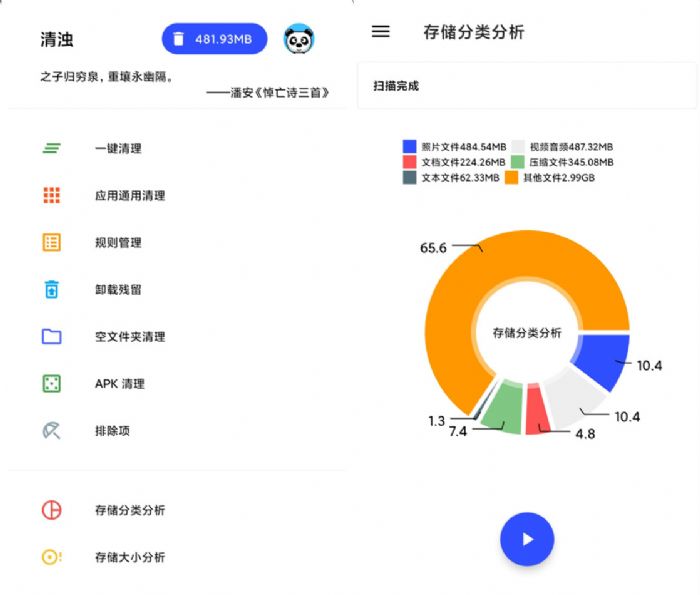 清浊
481.93MB
之子归穷泉，重壤永幽隔。
——潘安《悼亡诗三首》
一键清理
应用通用清理
规则管理
卸载残留
空文件夹清理
APK 清理
排除项
存储分类分析
存储大小分析
存储分类分析
扫描完成
照片文件484.54MB 视频音频487.32MB
文档文件224.26MB 压缩文件345.08MB
文本文件62.33MB 其他文件2.99GB
65.6
存储分类分析
10.4
10.4
1.3
7.4
4.8